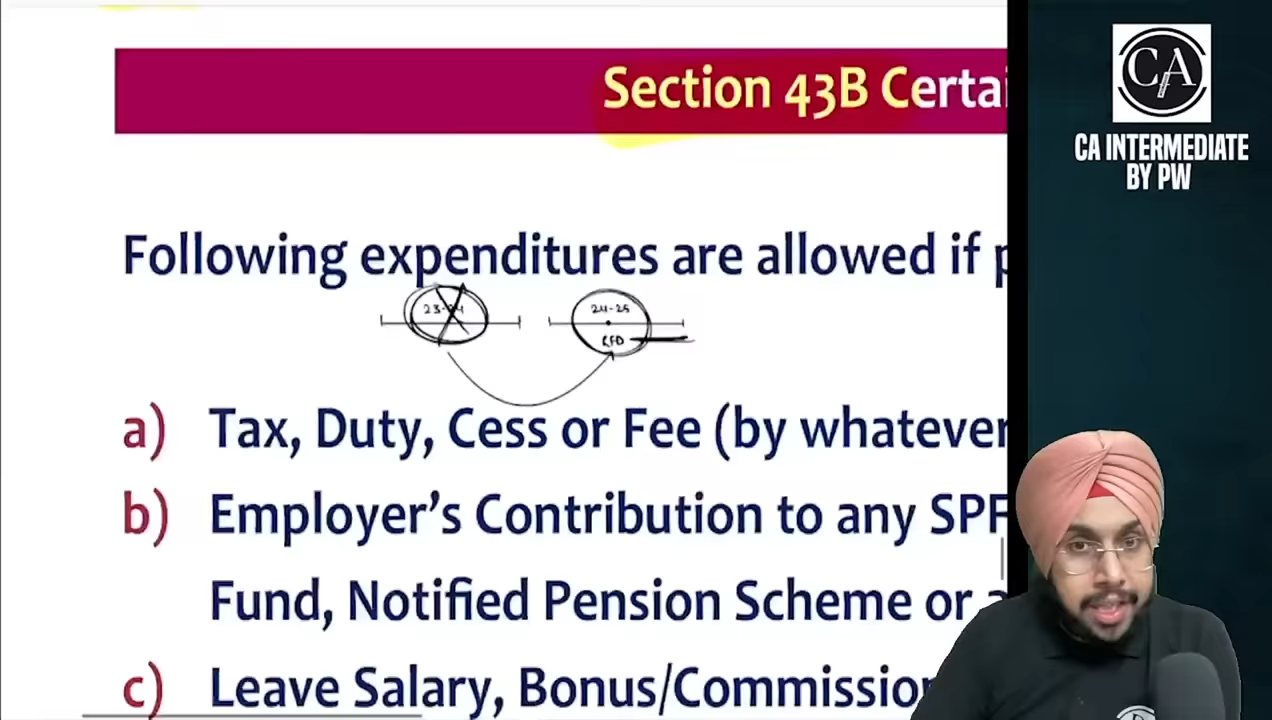 Section 43B Certai
CA
CA INTERMEDIATE
BY PW
Following expenditures are allowed if p
23-24
24-25
a) Tax, Duty, Cess or Fee (by whatever
b) Employer's Contribution to any SPF
Fund, Notified Pension Scheme or a
c) Leave Salary, Bonus/Commission